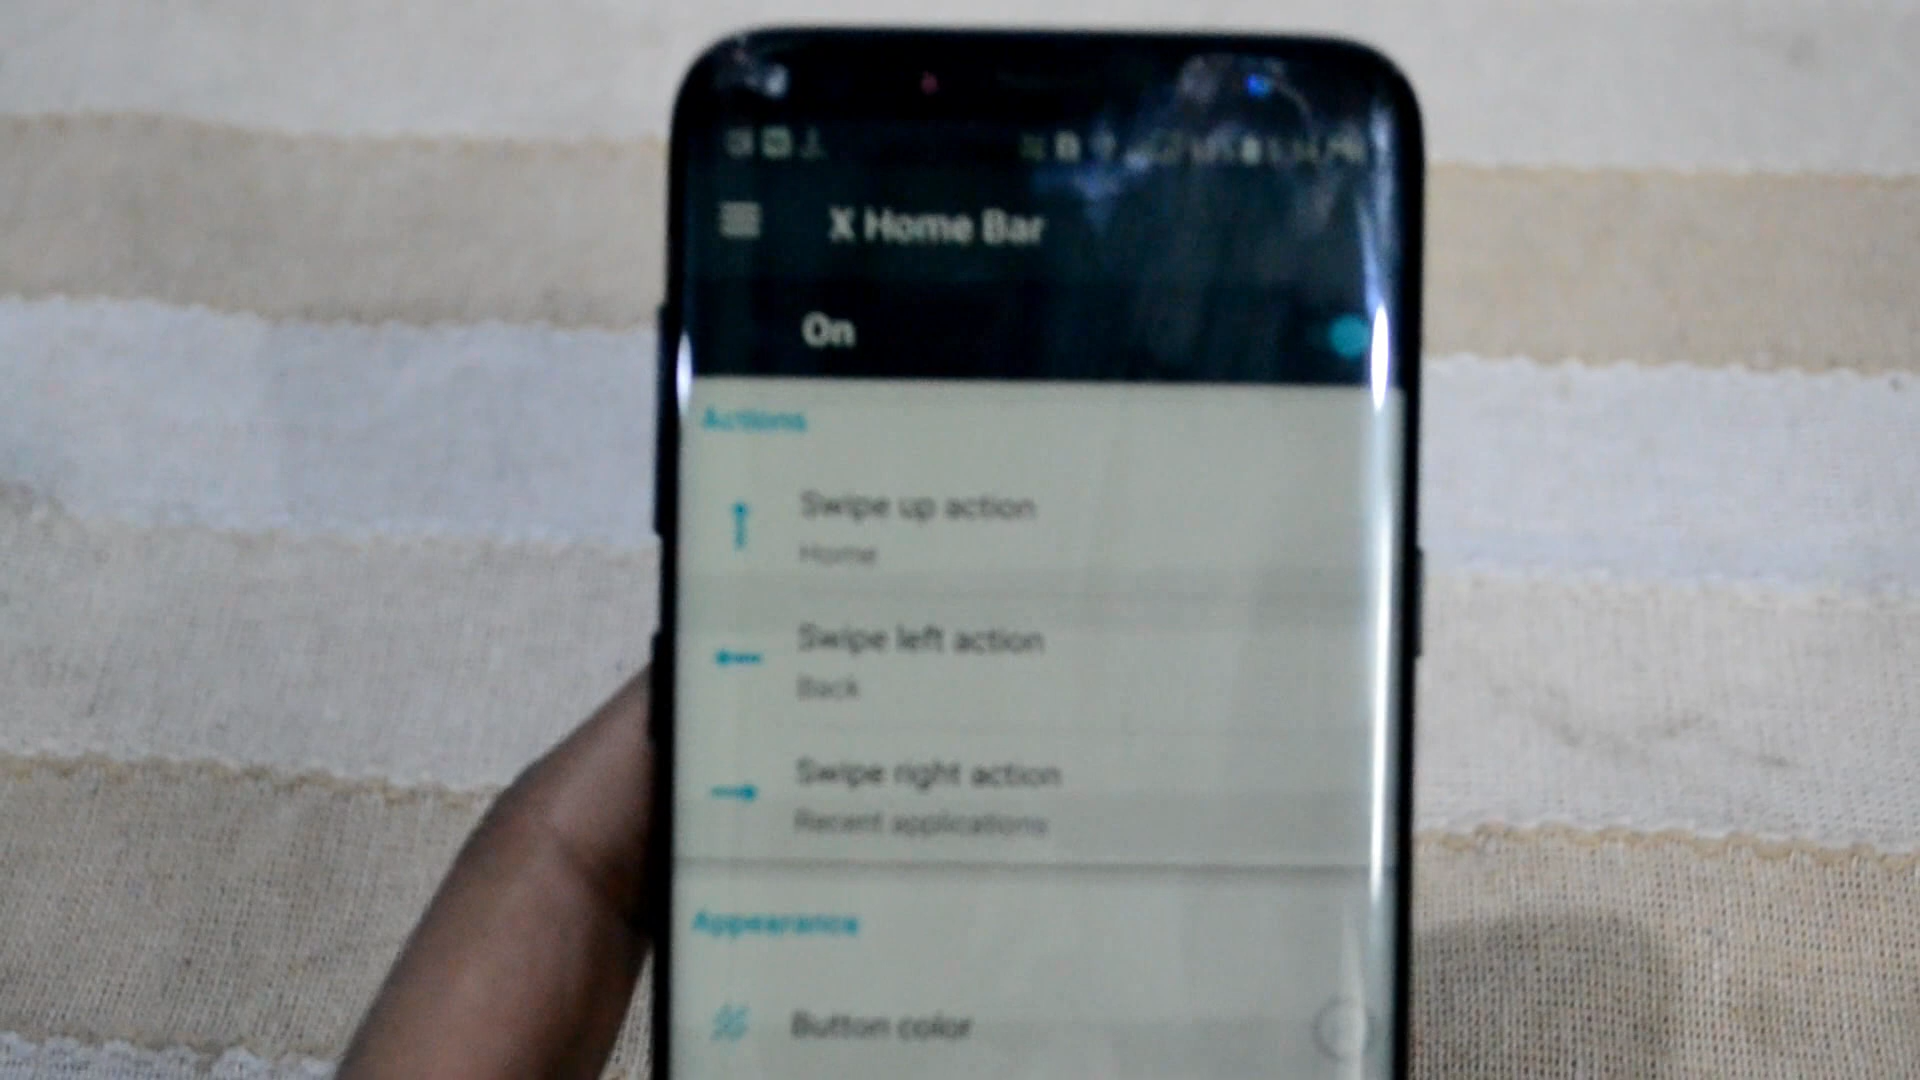 X Home Bar
On
Actions
Swipe up action
Home
Swipe left action
Back
Swipe right action
Recent applications
Appearance
Button color